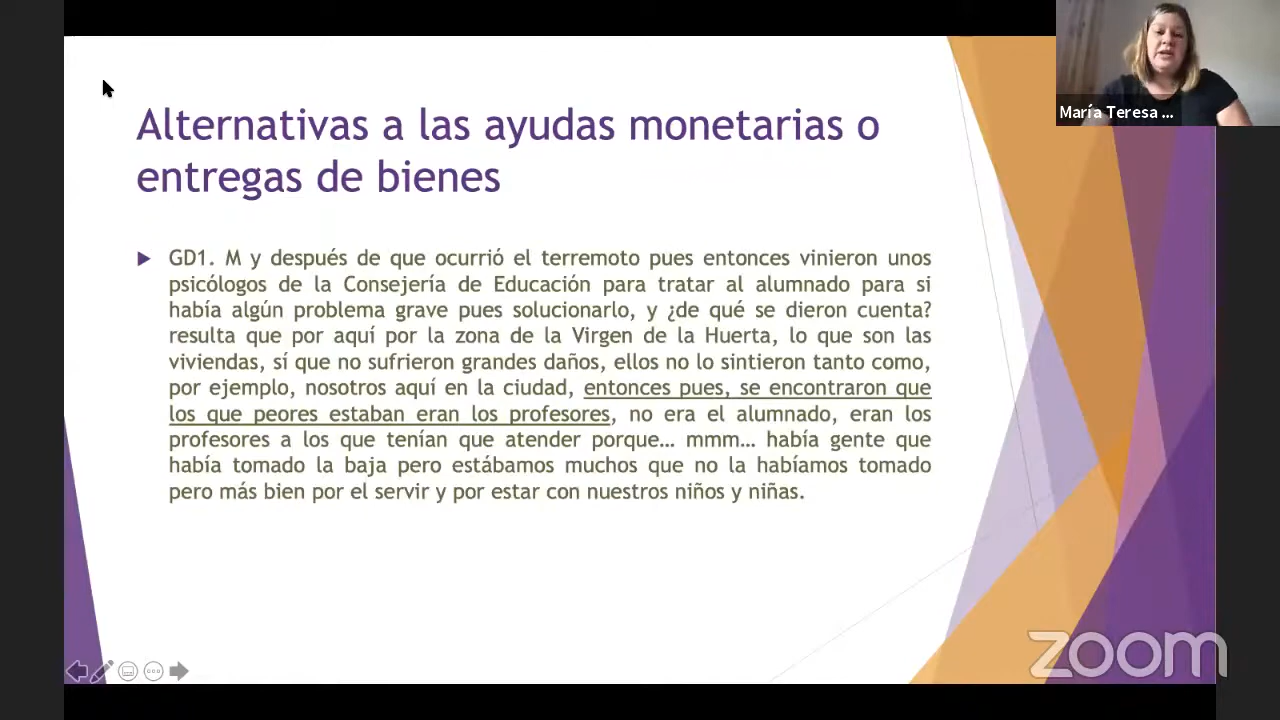 María Teresa ...
Alternativas a las ayudas monetarias o
entregas de bienes
GD1. M y después de que ocurrió el terremoto pues entonces vinieron unos
psicólogos de la Consejería de Educación para tratar al alumnado para si
había algún problema grave pues solucionarlo, y ¿de qué se dieron cuenta?
resulta que por aquí por la zona de la Virgen de la Huerta, lo que son las
viviendas, sí que no sufrieron grandes daños, ellos no lo sintieron tanto como,
por ejemplo, nosotros aquí en la ciudad, entonces pues, se encontraron que
los que peores estaban eran los profesores, no era el alumnado, eran los
profesores a los que tenían que atender porque... mmm... había gente que
había tomado la baja pero estábamos muchos que no la habíamos tomado
pero más bien por el servir y por estar con nuestros niños y niñas.
zoom